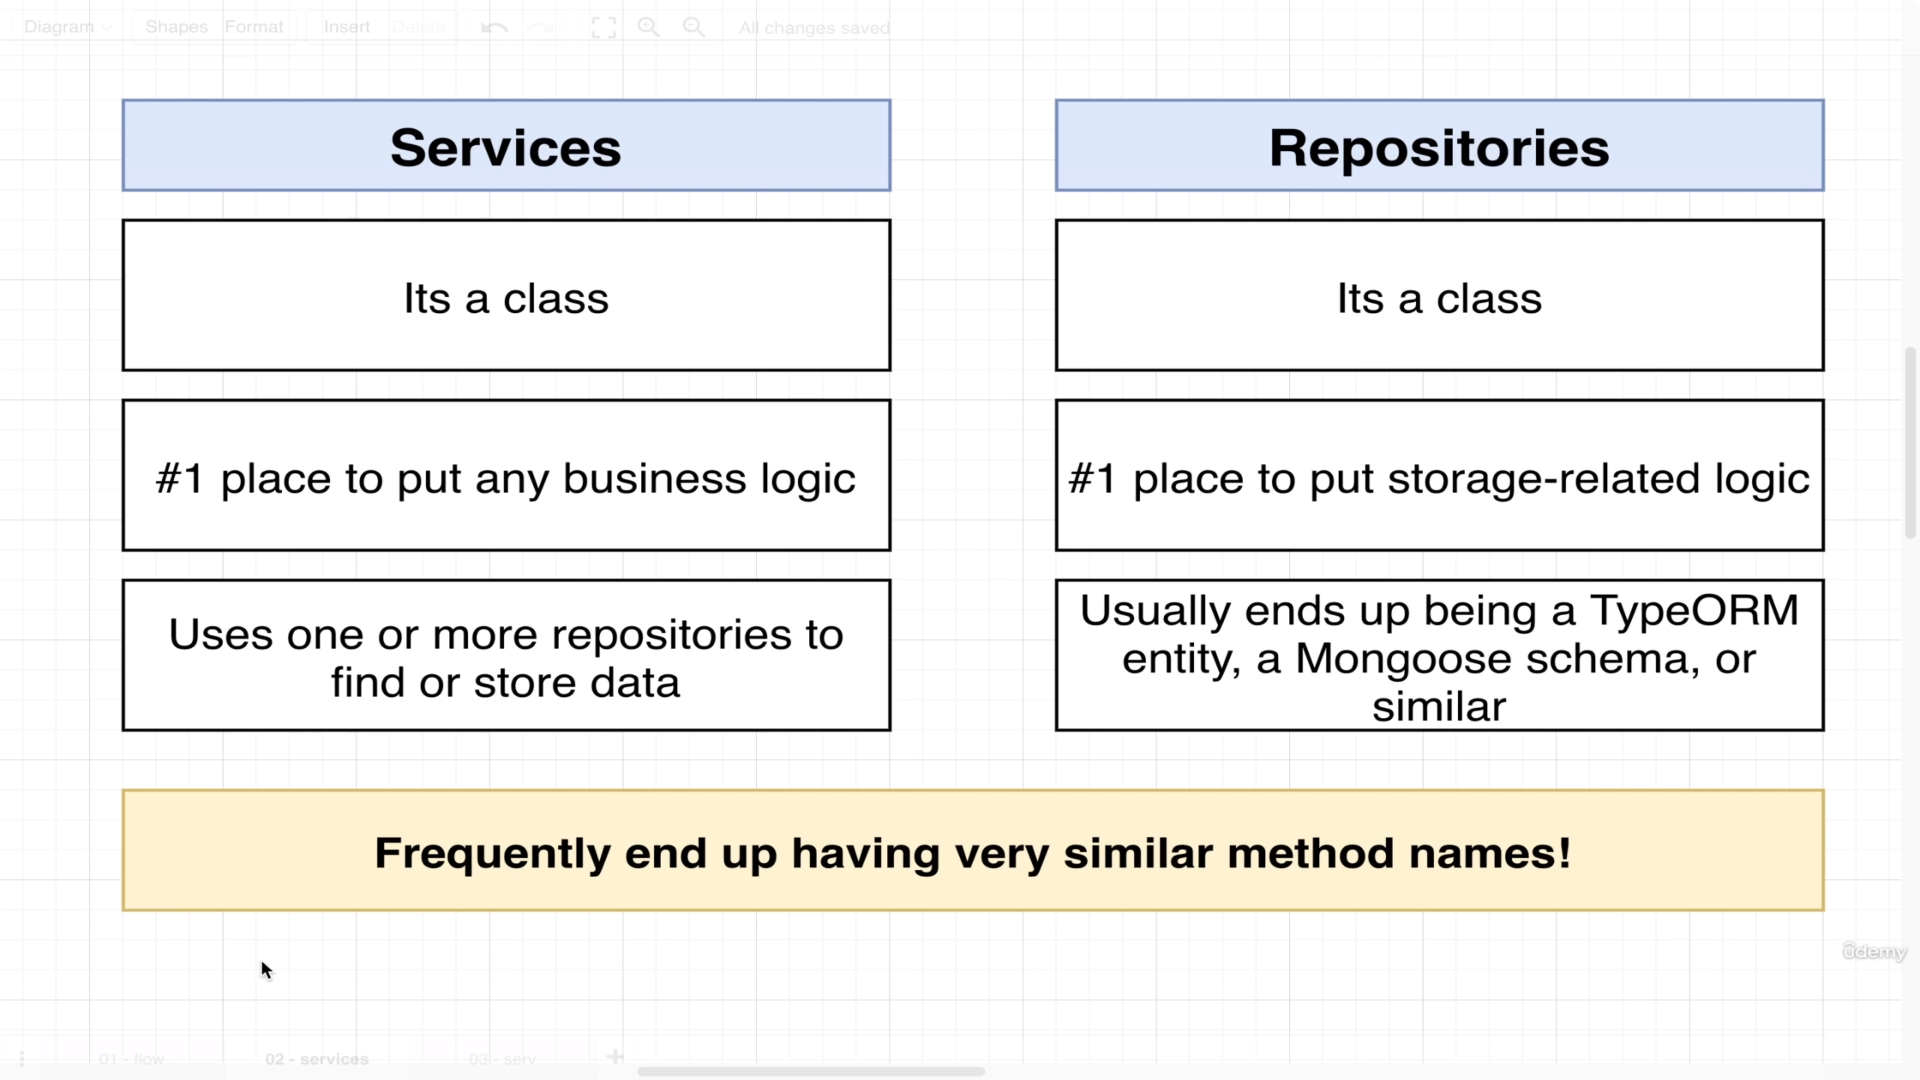 Diagram
Shapes
Format
Insert
Delete
All changes saved
Services
Its a class
#1 place to put any business logic
Uses one or more repositories to
find or store data
Repositories
Its a class
#1 place to put storage-related logic
Usually ends up being a TypeORM
entity, a Mongoose schema, or
similar
Frequently end up having very similar method names!
ûdemy
01 - flow
02 - services
03 - serv